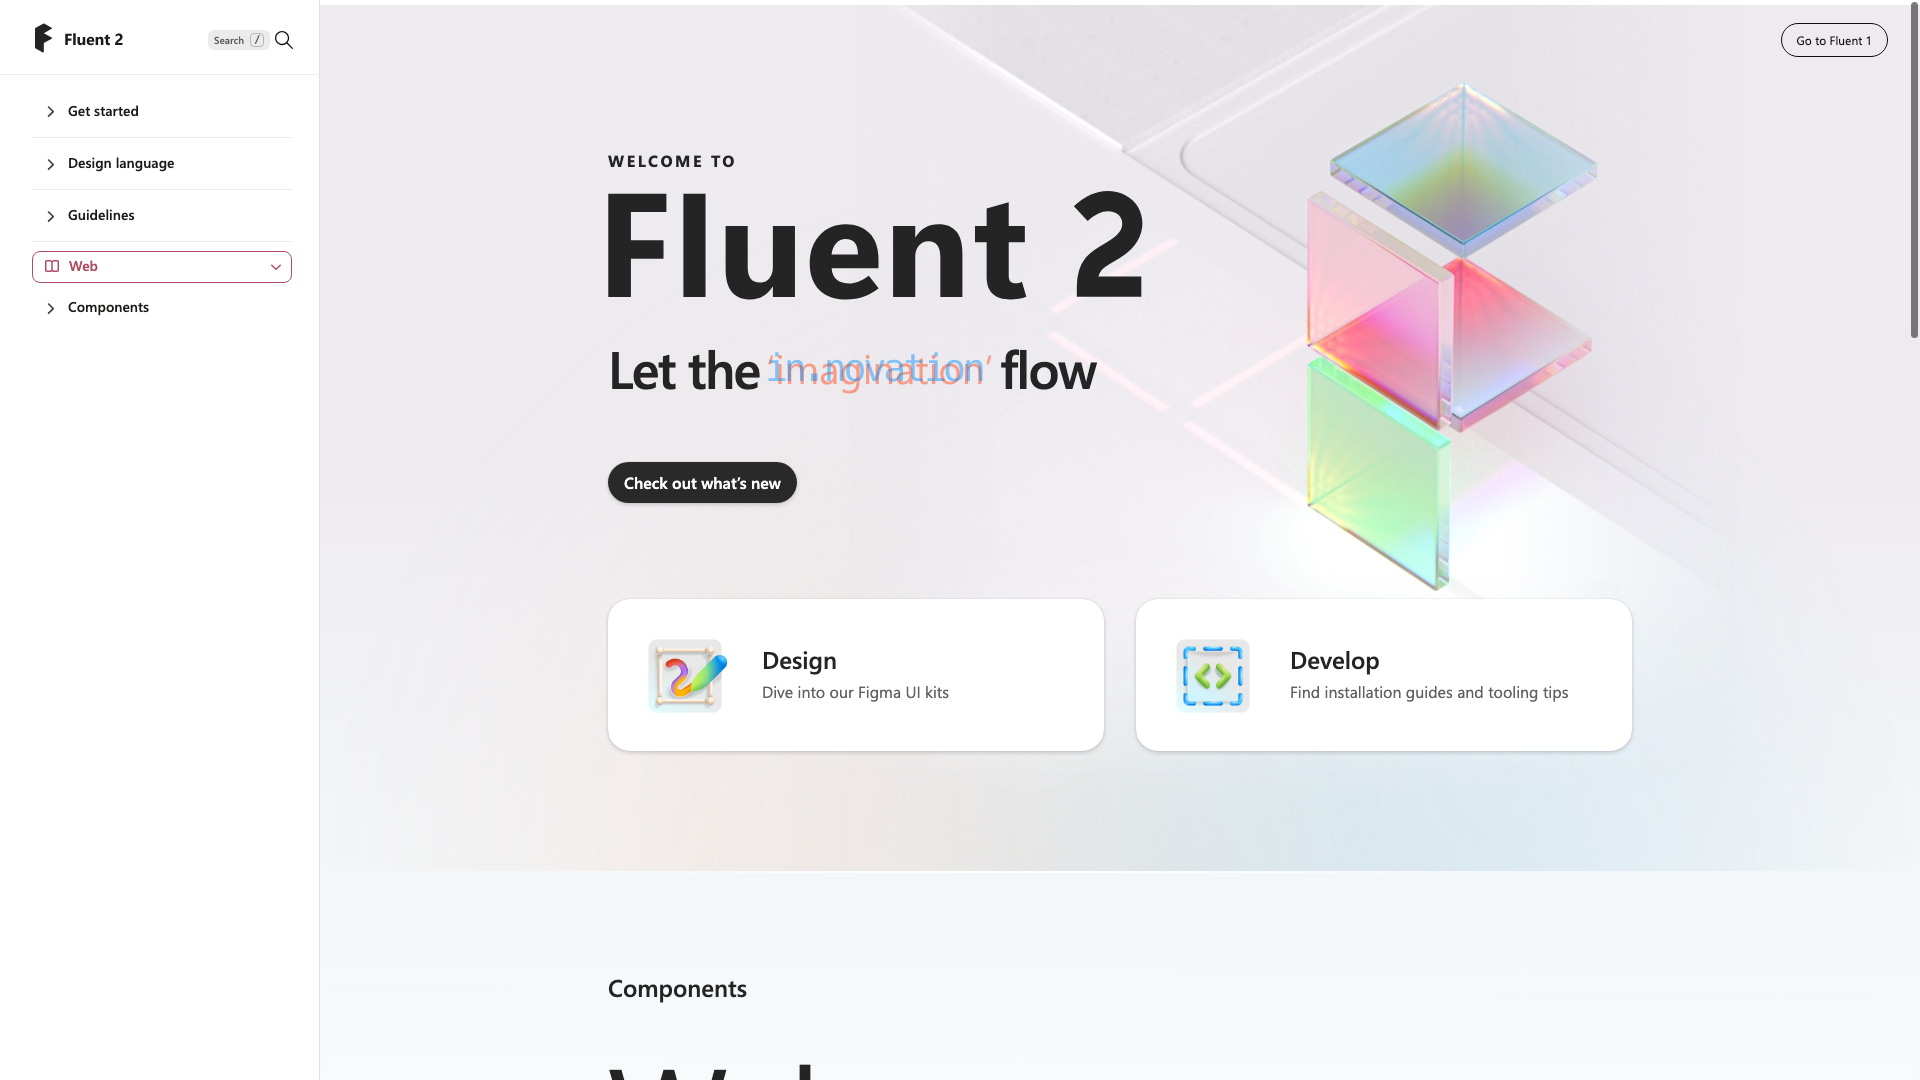 Fluent 2
Search /
Get started
Design language
Guidelines
Web
Components
Go to Fluent 1
WELCOME TO
Fluent 2
Let the 'imagination' flow
Check out what's new
Design
Dive into our Figma UI kits
Develop
Find installation guides and tooling tips
Components